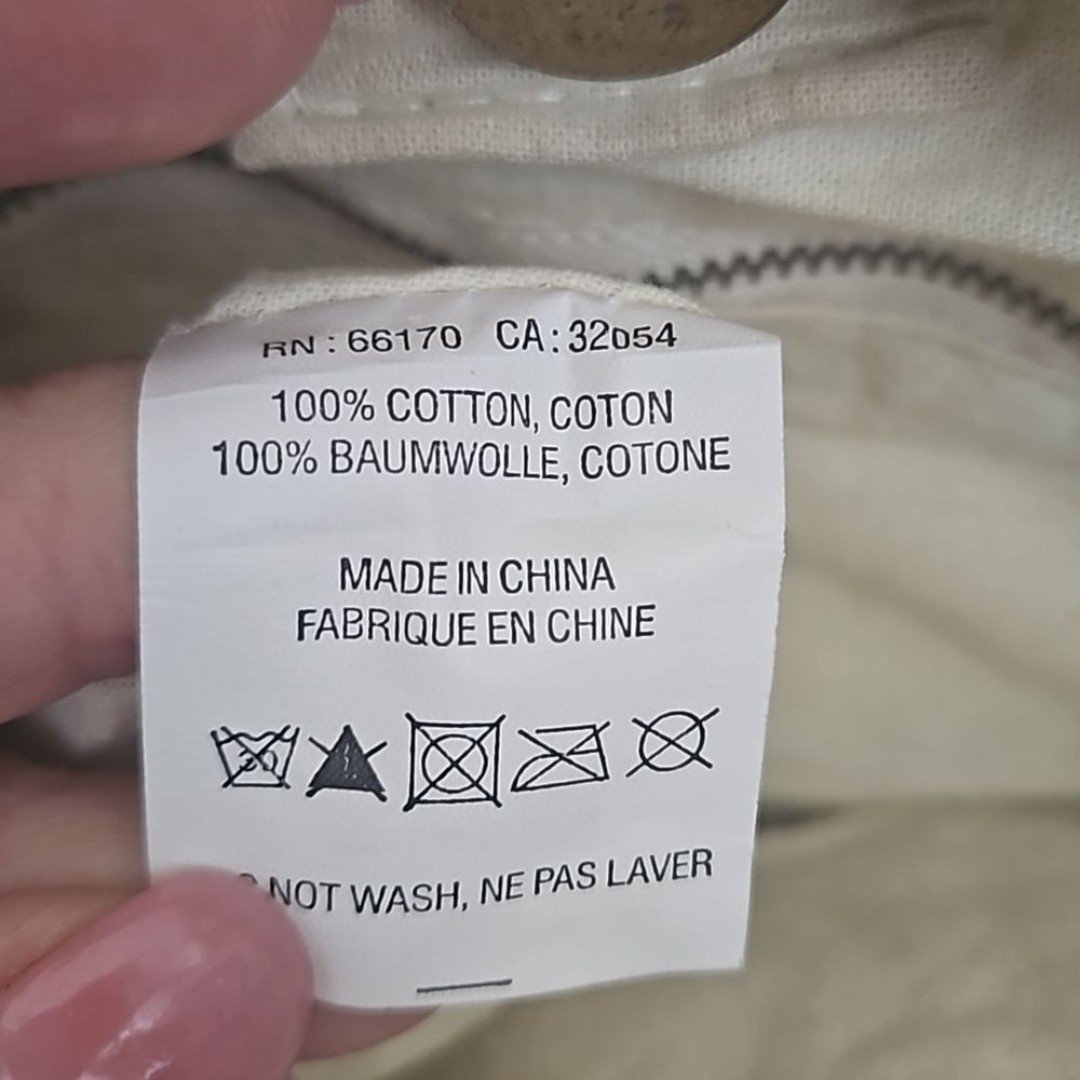 RN : 66170 CA: 32054
100% COTTON, COTON
100% BAUMWOLLE, COTONE
MADE IN CHINA
FABRIQUE EN CHINE
30
NOT WASH, NE PAS LAVER